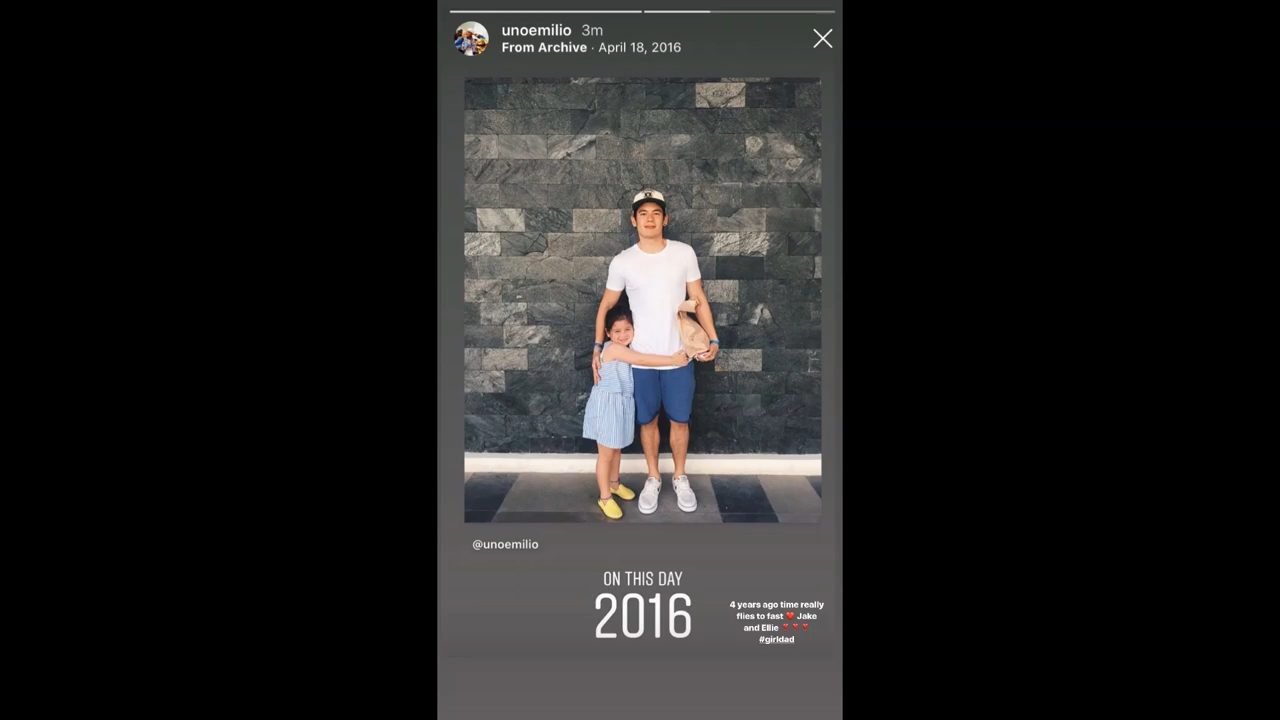 unoemilio 3m
From Archive · April 18, 2016
@unoemilio
ON THIS DAY
2016
4 years ago time really
flies to fast ❤️ Jake
and Ellie ❣️❣️❣️
#girldad